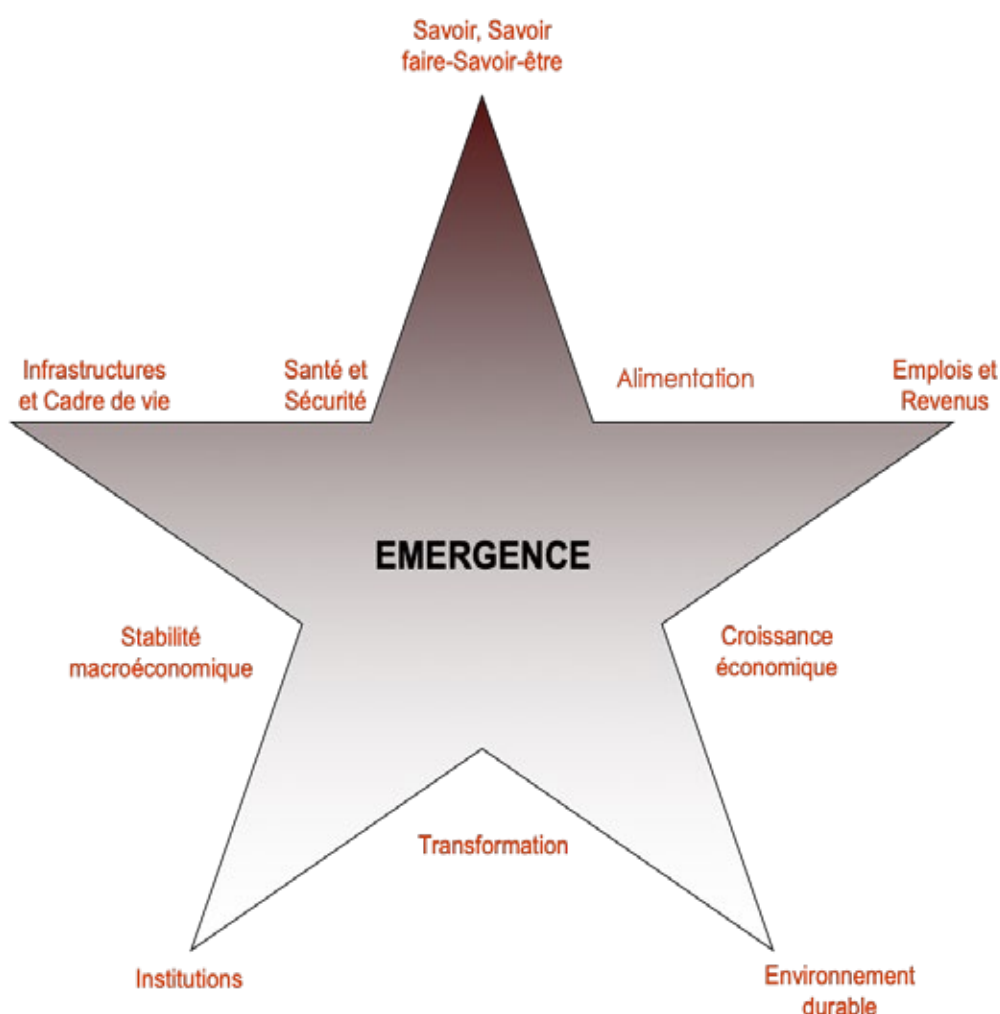 Savoir, Savoir
faire-Savoir-être
Infrastructures
et Cadre de vie
Santé et
Sécurité
Alimentation
Emplois et
Revenus
EMERGENCE
Stabilité
macroéconomique
Croissance
économique
Transformation
Institutions
Environnement
durable